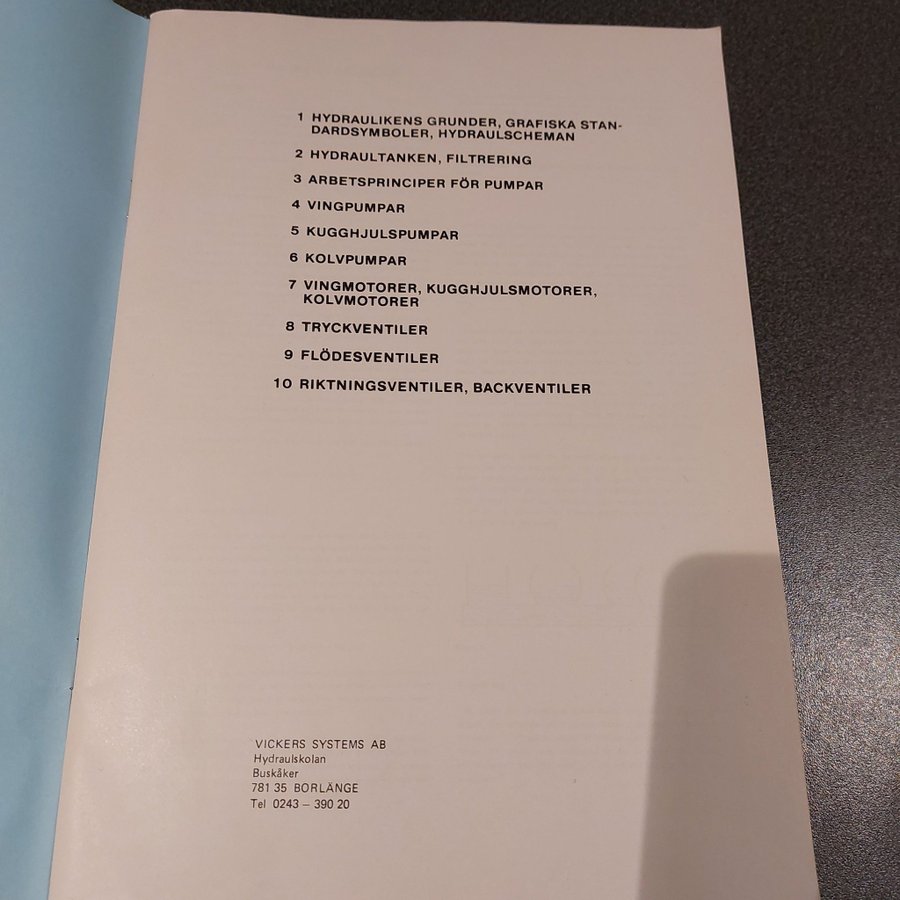 1 HYDRAULIKENS GRUNDER, GRAFISKA STAN-
DARDSYMBOLER, HYDRAULSCHEMAN
2 HYDRAULTANKEN, FILTRERING
3 ARBETSPRINCIPER FÖR PUMPAR
4 VINGPUMPAR
5 KUGGHJULSPUMPAR
6 KOLVPUMPAR
7 VINGMOTORER, KUGGHJULSMOTORER,
KOLVMOTORER
8 TRYCKVENTILER
9 FLÖDESVENTILER
10 RIKTNINGSVENTILER, BACKVENTILER
VICKERS SYSTEMS AB
Hydraulskolan
Buskåker
781 35 BORLÄNGE
Tel 0243 – 390 20